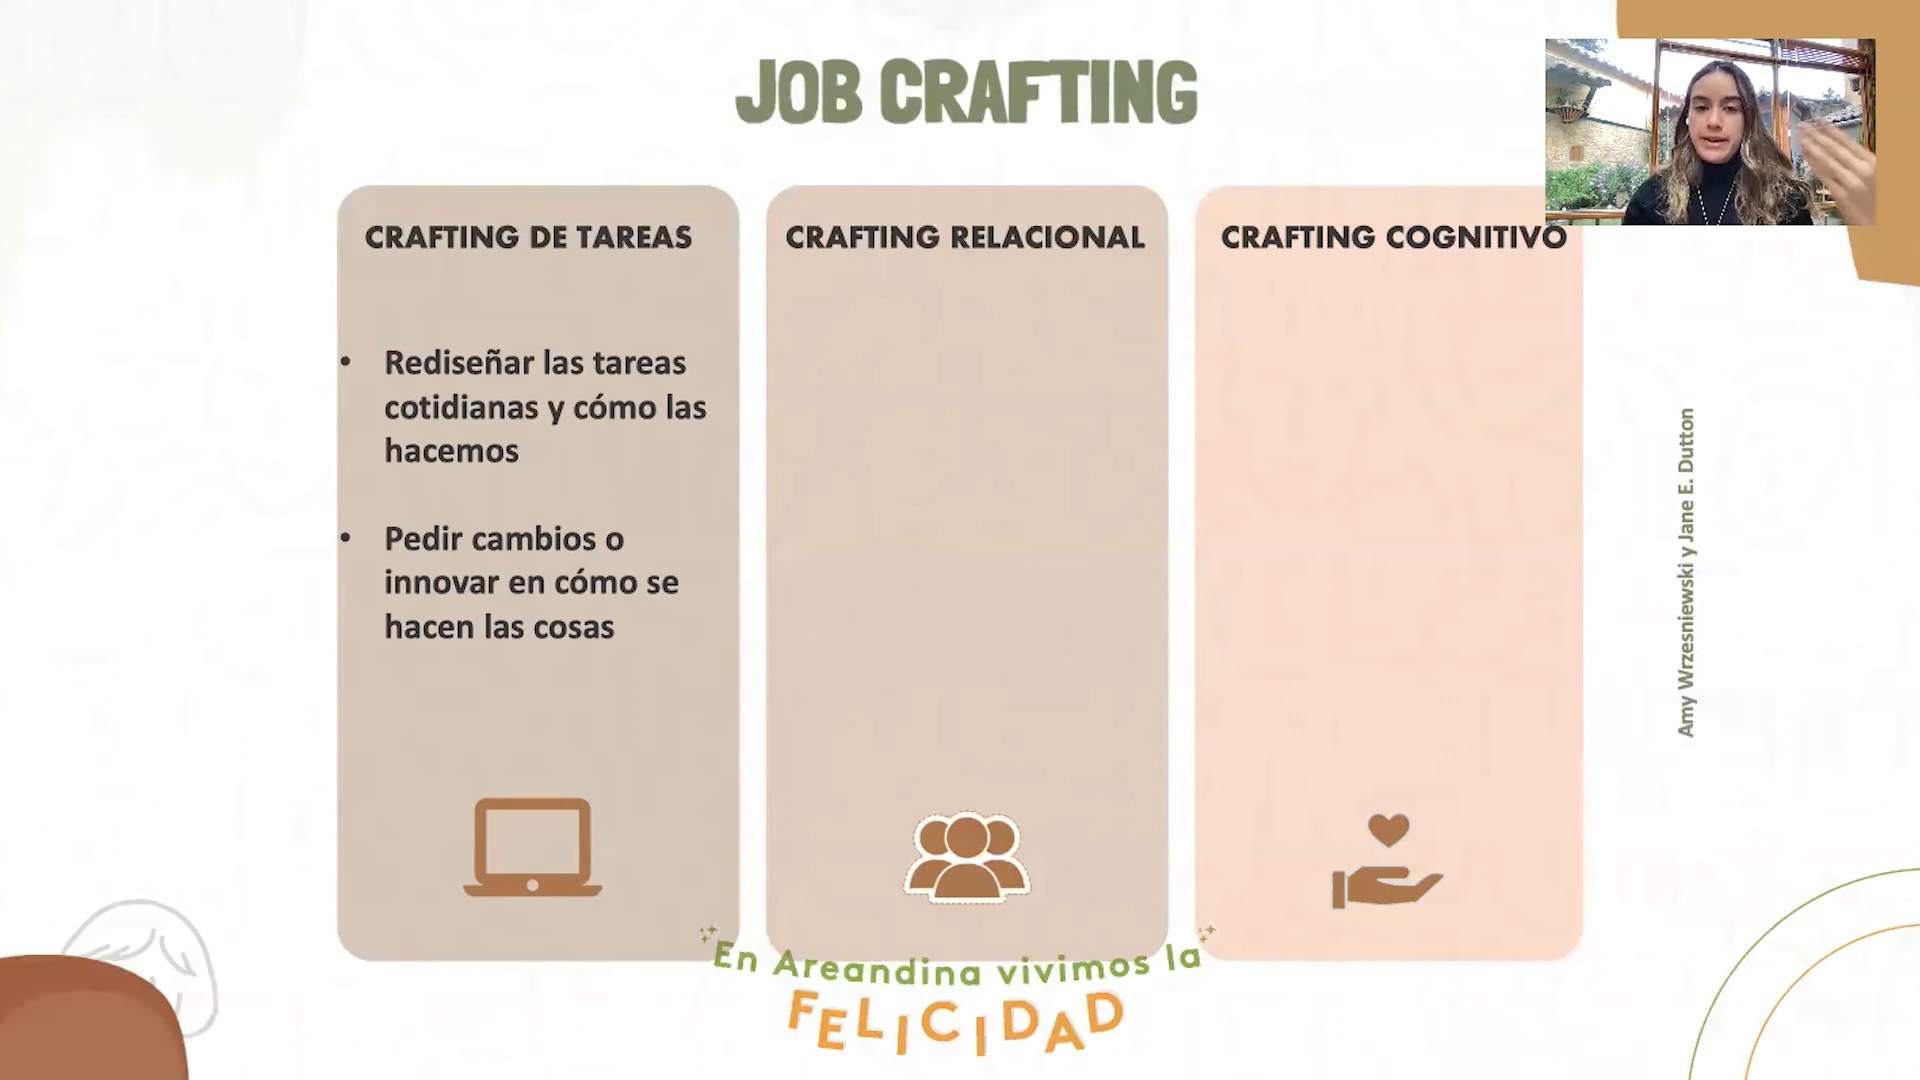 JOB CRAFTING
CRAFTING DE TAREAS
• Rediseñar las tareas
cotidianas y cómo las
hacemos
• Pedir cambios o
innovar en cómo se
hacen las cosas
CRAFTING RELACIONAL
CRAFTING COGNITIVO
Amy Wrzesniewski y Jane E. Dutton
En Areandina vivimos la
FELICIDAD